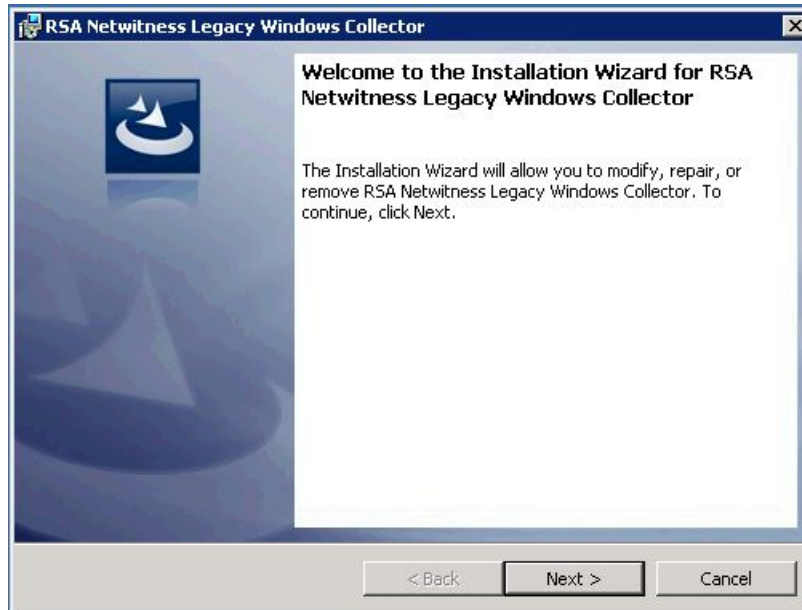 RSA Netwitness Legacy Windows Collector
Welcome to the Installation Wizard for RSA
Netwitness Legacy Windows Collector
The Installation Wizard will allow you to modify, repair, or
remove RSA Netwitness Legacy Windows Collector. To
continue, click Next.
< Back
Next >
Cancel